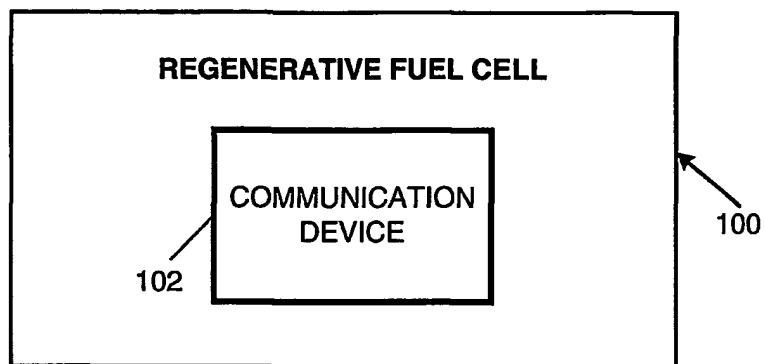 REGENERATIVE FUEL CELL
COMMUNICATION
DEVICE
100
102